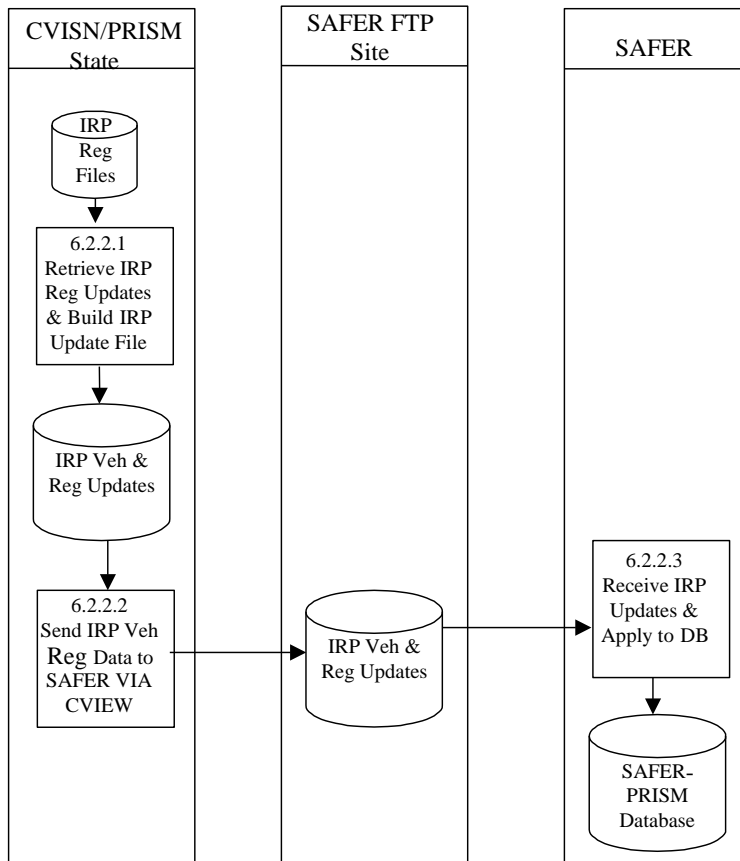 CVISN/PRISM
State
IRP
Reg
Files
6.2.2.1
Retrieve IRP
Reg Updates
& Build IRP
Update File
IRP Veh &
Reg Updates
6.2.2.2
Send IRP Veh
Reg Data to
SAFER VIA
CVIEW
SAFER FTP
Site
IRP Veh &
Reg Updates
SAFER
6.2.2.3
Receive IRP
Updates &
Apply to DB
SAFER-
PRISM
Database